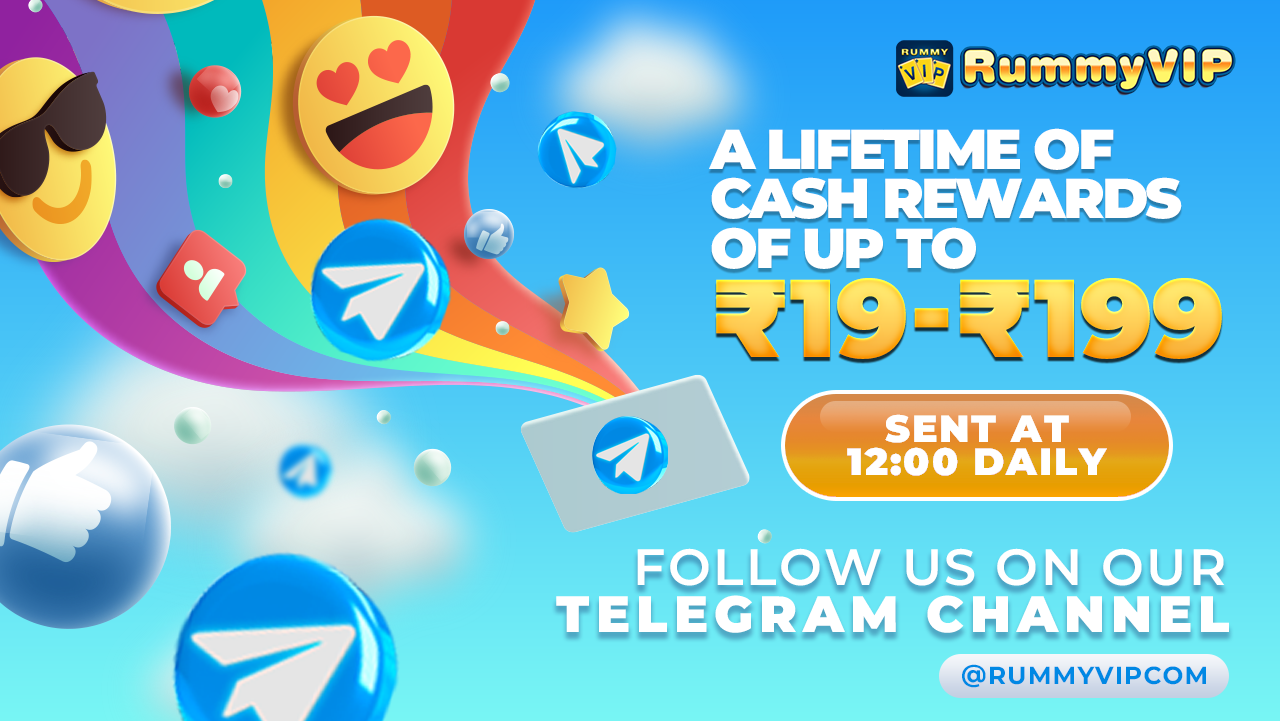 RUMMY
VIP
RummyVIP
A LIFETIME OF
CASH REWARDS
OF UP TO
₹19-₹199
SENT AT
12:00 DAILY
FOLLOW US ON OUR
TELEGRAM CHANNEL
@RUMMYVIPCOM